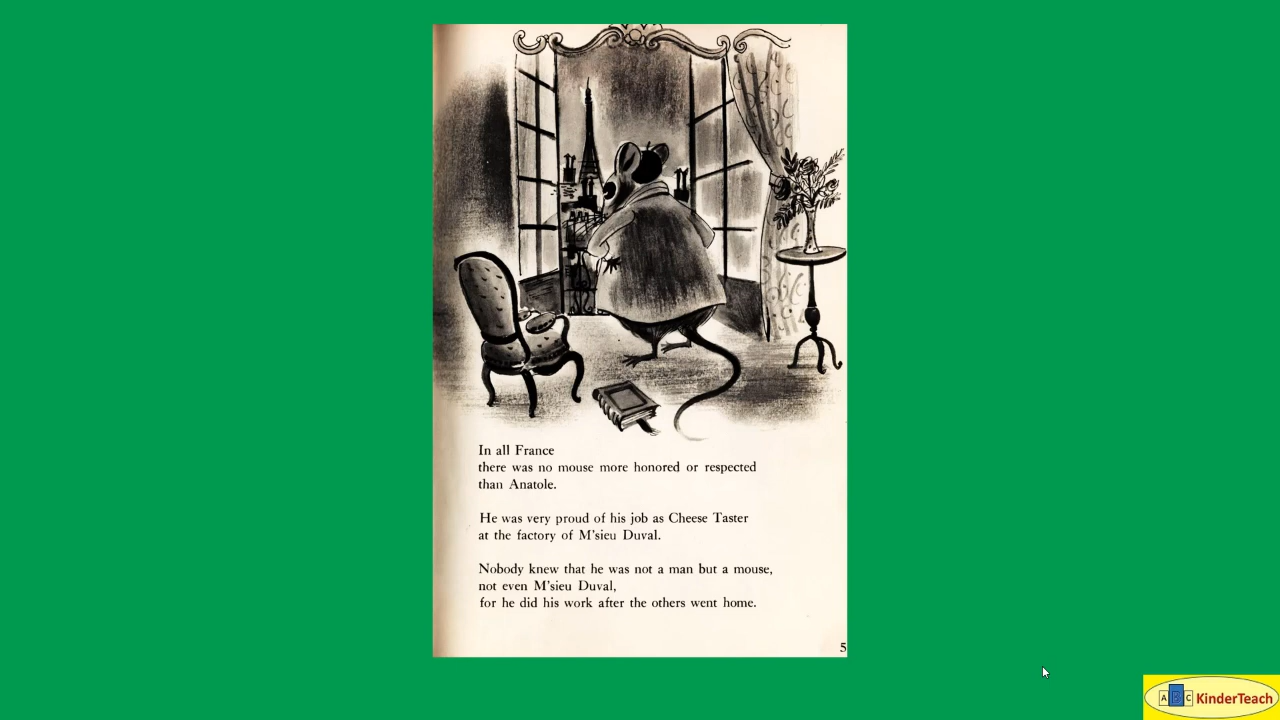 In all France
there was no mouse more honored or respected
than Anatole.
He was very proud of his job as Cheese Taster
at the factory of M'sieu Duval.
Nobody knew that he was not a man but a mouse,
not even M'sieu Duval,
for he did his work after the others went home.
5
ABC KinderTeach